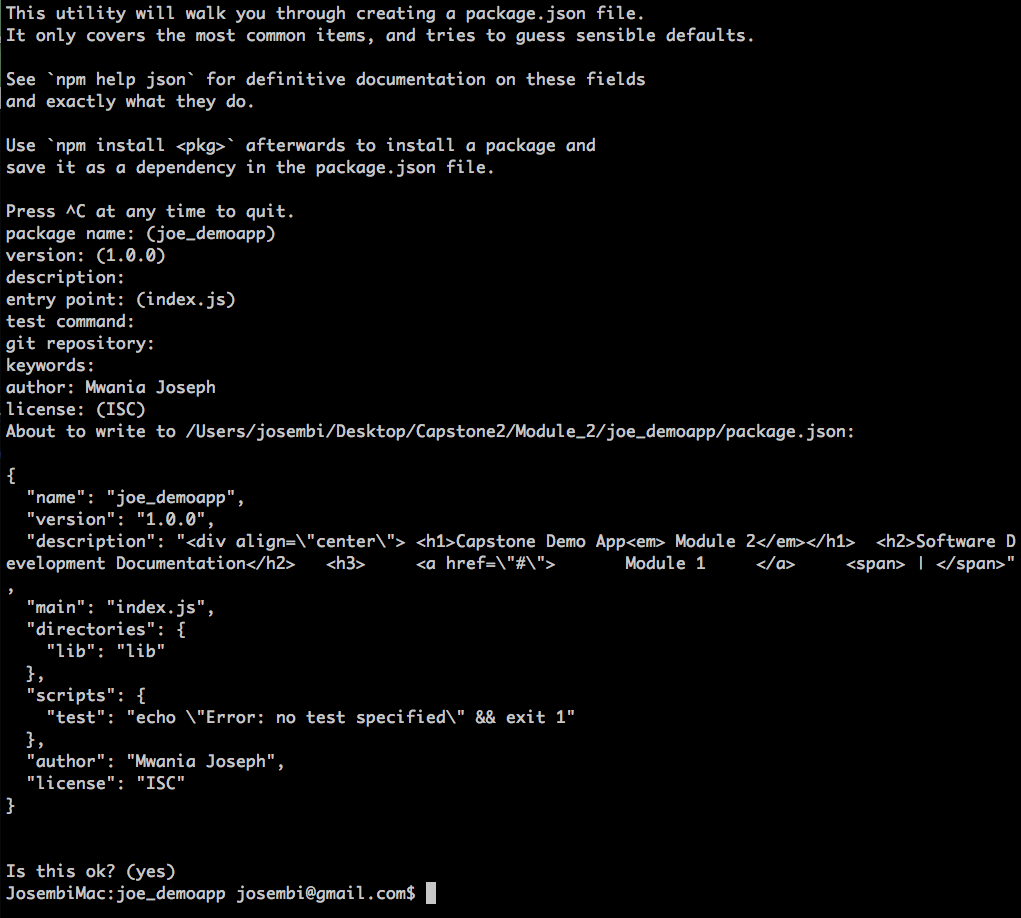 This utility will walk you through creating a package.json file.
It only covers the most common items, and tries to guess sensible defaults.
See `npm help json` for definitive documentation on these fields
and exactly what they do.
Use `npm install <pkg>` afterwards to install a package and
save it as a dependency in the package.json file.
Press ^C at any time to quit.
package name: (joe_demoapp)
version: (1.0.0)
description:
entry point: (index.js)
test command:
git repository:
keywords:
author: Mwania Joseph
license: (ISC)
About to write to /Users/josembi/Desktop/Capstone2/Module_2/joe_demoapp/package.json:
{
  "name": "joe_demoapp",
  "version": "1.0.0",
  "description": "<div align=\"center\"> <h1>Capstone Demo App<em> Module 2</em></h1>  <h2>Software D
evelopment Documentation</h2>   <h3>     <a href=\"#\">       Module 1     </a>     <span> | </span>"
,
  "main": "index.js",
  "directories": {
    "lib": "lib"
  },
  "scripts": {
    "test": "echo \"Error: no test specified\" && exit 1"
  },
  "author": "Mwania Joseph",
  "license": "ISC"
}
Is this ok? (yes)
JosembiMac:joe_demoapp josembi@gmail.com$